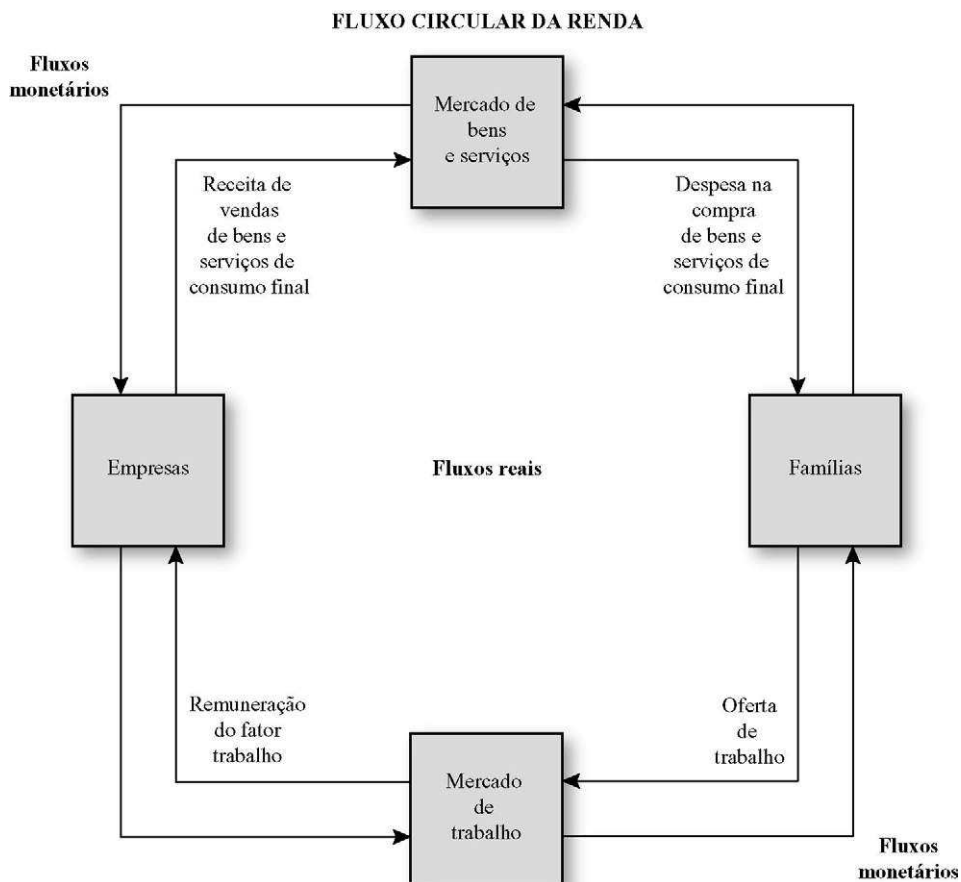 FLUXO CIRCULAR DA RENDA
Fluxos
monetários
Mercado de
bens
e serviços
Receita de
vendas
de bens e
serviços de
consumo final
Despesa na
compra
de bens e
serviços de
consumo final
Empresas
Fluxos reais
Famílias
Remuneração
do fator
trabalho
Oferta
de
trabalho
Mercado
de
trabalho
Fluxos
monetários